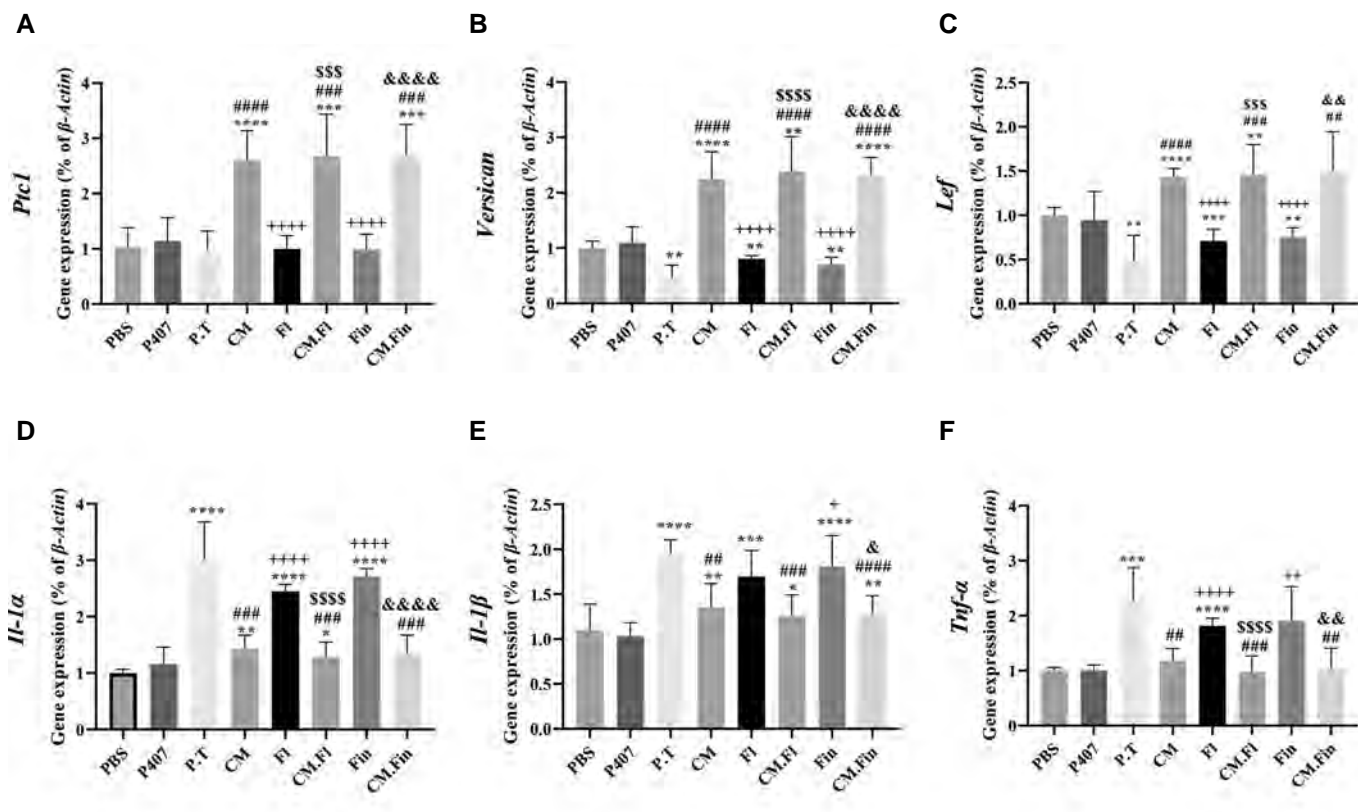 A
Ptc1
Gene expression (% of β-Actin)
4
3
2
1
0
####
****
++++
$$$
###
***
++++
&&&&
###
***
PBS
P407
P.T
CM
Fl
CM.Fl
Fin
CM.Fin
B
Versican
Gene expression (% of β-Actin)
4
3
2
1
0
**
####
****
++++
**
$$$$
####
**
++++
**
&&&&
####
****
PBS
P407
P.T
CM
Fl
CM.Fl
Fin
CM.Fin
C
Lef
Gene expression (% of β-Actin)
2.5
2.0
1.5
1.0
0.5
0.0
**
####
****
++++
***
$$$
###
**
++++
**
&&
##
PBS
P407
P.T
CM
Fl
CM.Fl
Fin
CM.Fin
D
Il-1α
Gene expression (% of β-Actin)
4
3
2
1
0
****
###
**
++++
****
$$$$
###
*
++++
****
&&&&
###
PBS
P407
P.T
CM
Fl
CM.Fl
Fin
CM.Fin
E
Il-1β
Gene expression (% of β-Actin)
2.5
2.0
1.5
1.0
0.5
0.0
****
##
**
***
###
*
+
****
&
####
**
PBS
P407
P.T
CM
Fl
CM.Fl
Fin
CM.Fin
F
Tnf-α
Gene expression (% of β-Actin)
4
3
2
1
0
***
##
++++
****
$$$$
###
++
&&
##
PBS
P407
P.T
CM
Fl
CM.Fl
Fin
CM.Fin